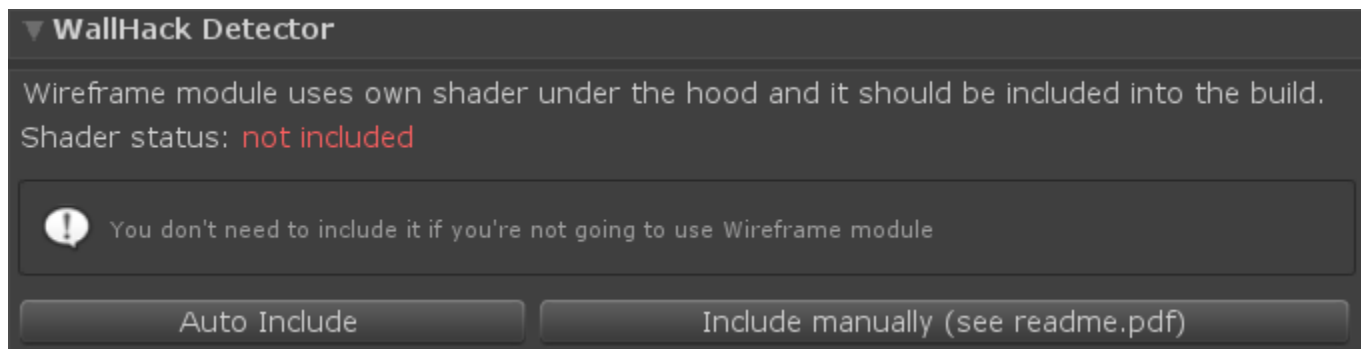 WallHack Detector
Wireframe module uses own shader under the hood and it should be included into the build.
Shader status: not included
You don't need to include it if you're not going to use Wireframe module
Auto Include
Include manually (see readme.pdf)